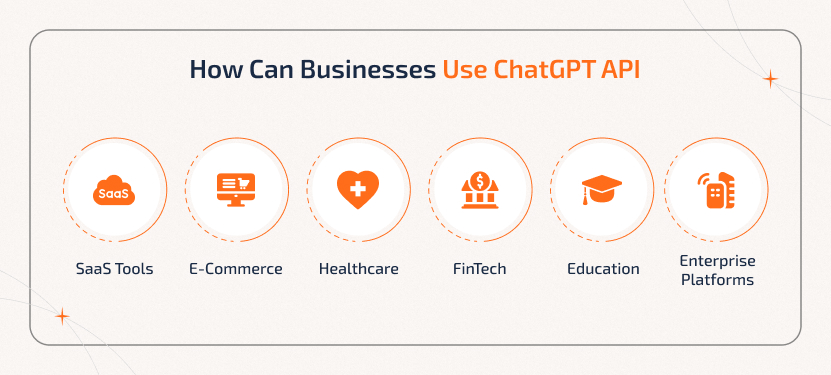 How Can Businesses Use ChatGPT API
SaaS
$
SaaS Tools
E-Commerce
Healthcare
FinTech
Education
Enterprise
Platforms